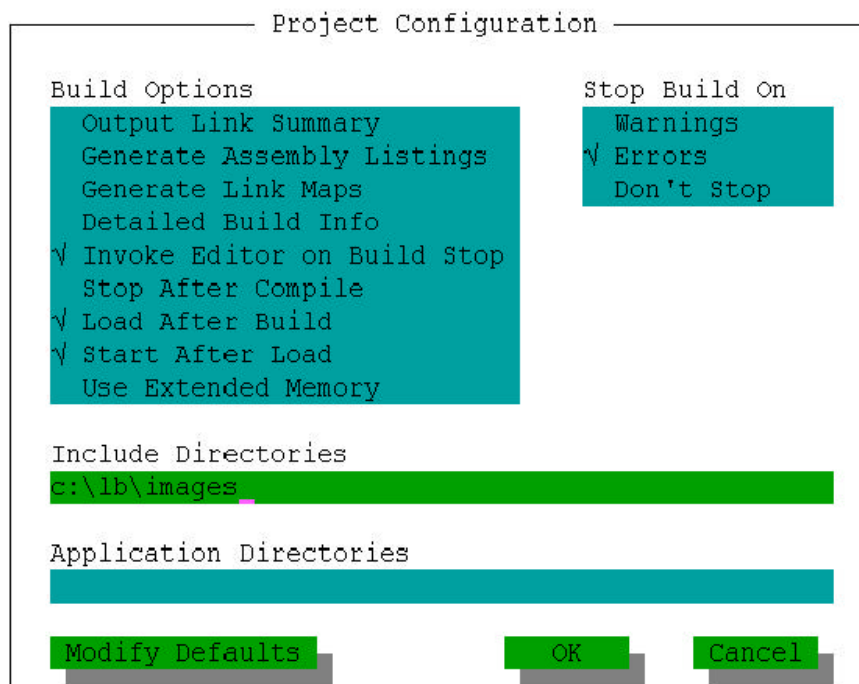 Project Configuration
Build Options
Output Link Summary
Generate Assembly Listings
Generate Link Maps
Detailed Build Info
√ Invoke Editor on Build Stop
Stop After Compile
√ Load After Build
√ Start After Load
Use Extended Memory
Stop Build On
Warnings
√ Errors
Don't Stop
Include Directories
c:\lb\images_
Application Directories
Modify Defaults
OK
Cancel